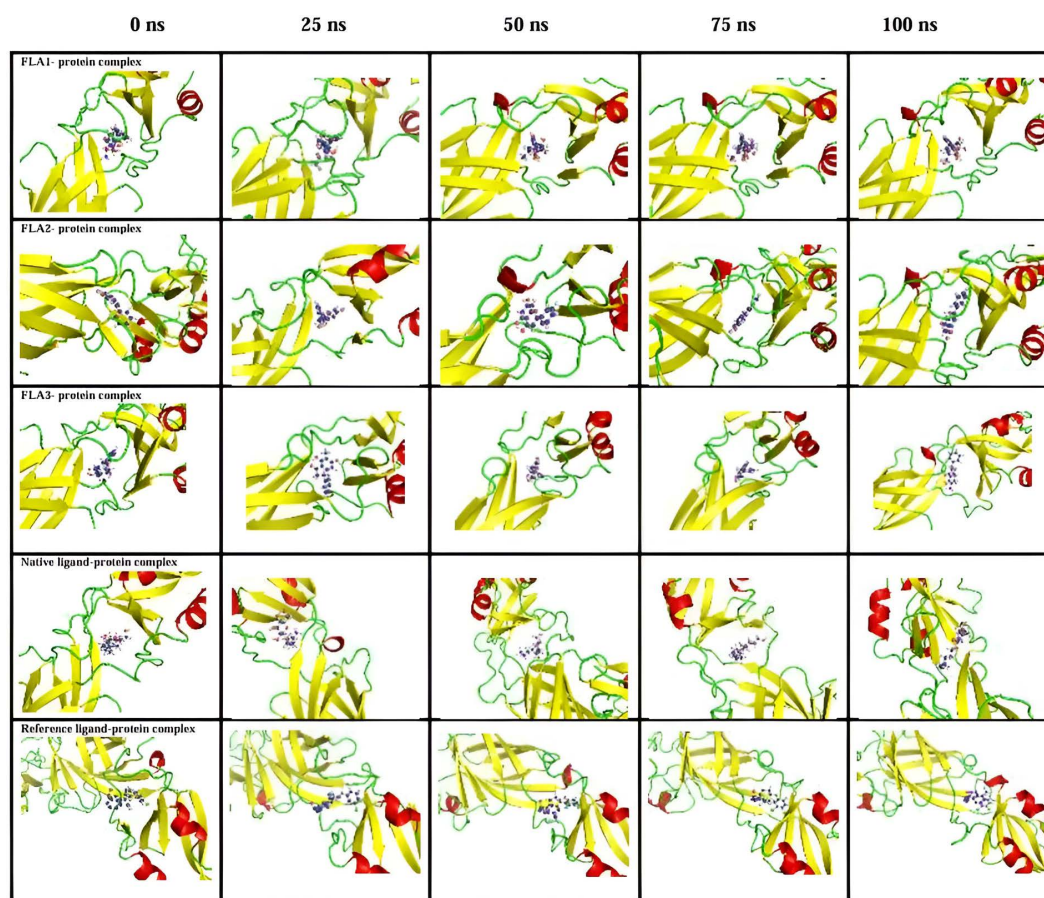 0 ns 25 ns 50 ns 75 ns 100 ns
FLA1- protein complex
FLA2- protein complex
FLA3- protein complex
Native ligand-protein complex
Reference ligand-protein complex